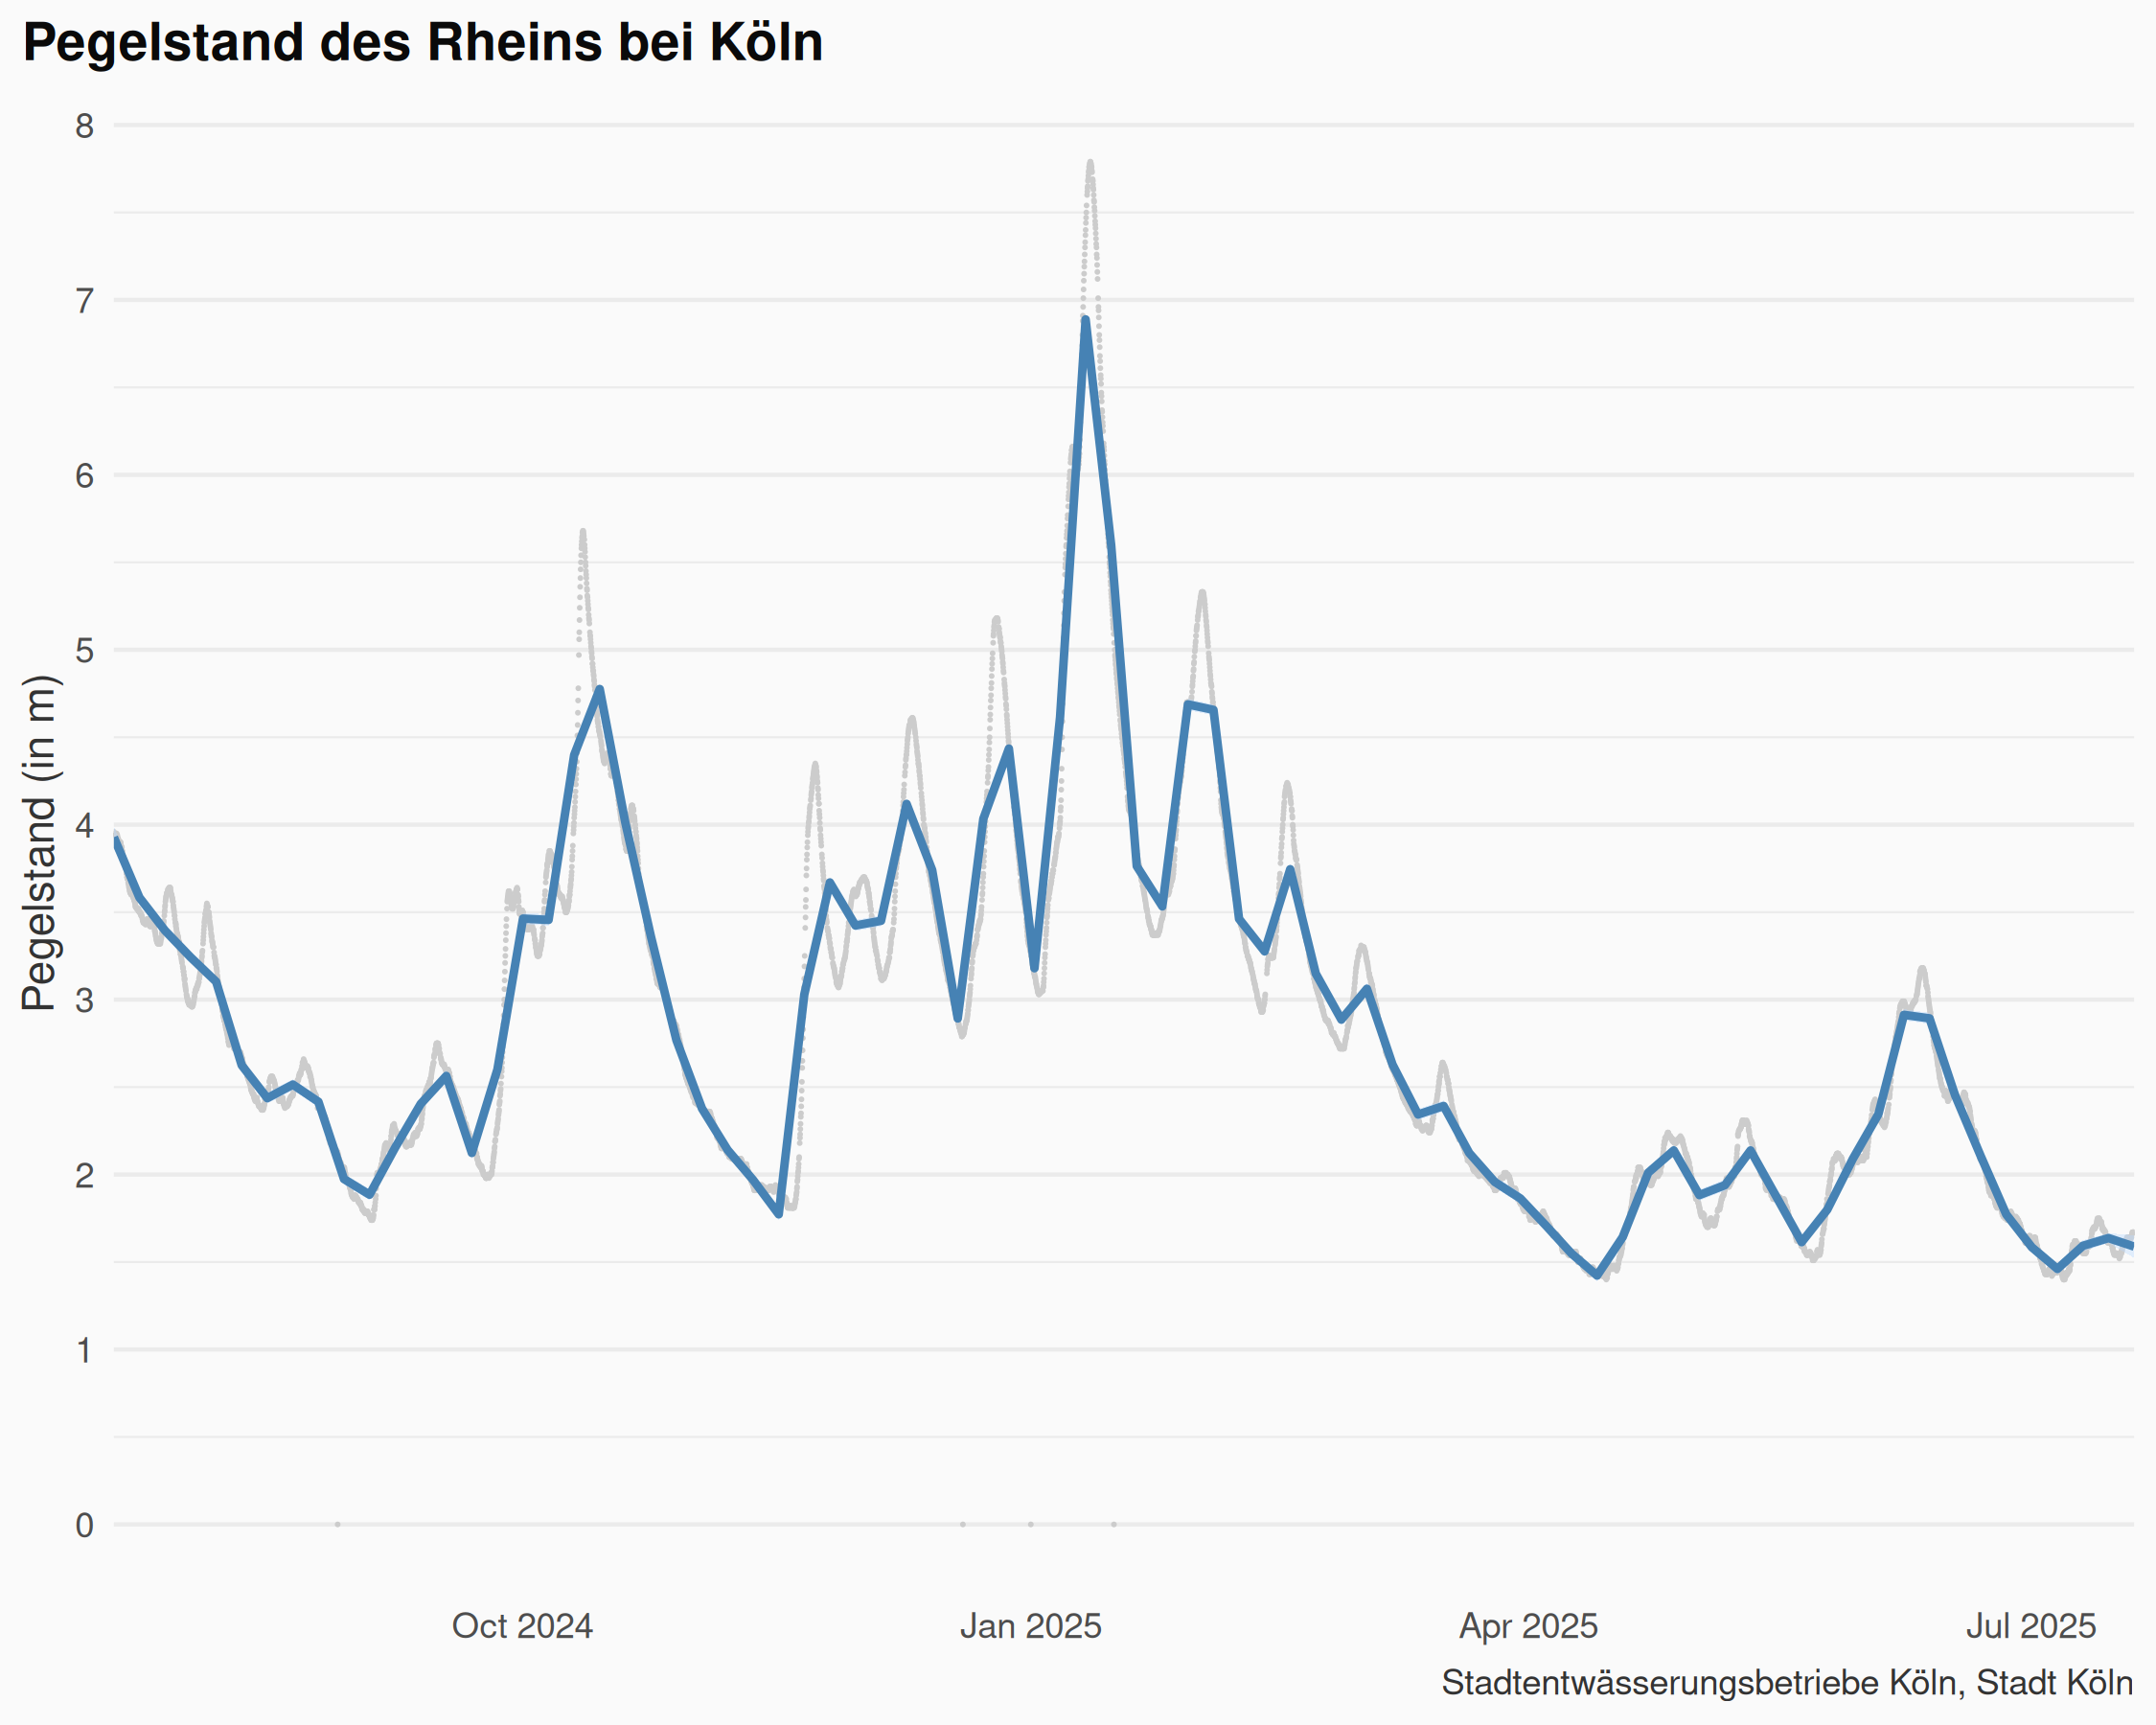 Pegelstand des Rheins bei Köln
8
7
6
5
4
3
2
1
0
Pegelstand (in m)
Oct 2024
Jan 2025
Apr 2025
Jul 2025
Stadtentwässerungsbetriebe Köln, Stadt Köln